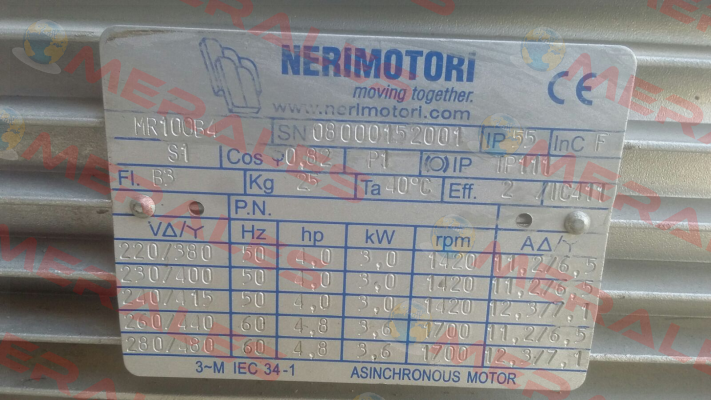 NERIMOTORI
moving together.
www.nerimotori.com
CE
MR100B4 SN 08000152001 IP 55 InC F
S1 Cos φ 0,82 P1 IP 1P111
Fl. B3 Kg 25 Ta 40°C Eff. 2 / IC411
P.N.
VΔ/Y Hz hp kW rpm AΔ/Y
220/380 50 4,0 3,0 1420 11,2/6,5
230/400 50 4,0 3,0 1420 11,2/6,5
240/415 50 4,0 3,0 1420 12,3/7,1
260/440 60 4,8 3,6 1700 11,2/6,5
280/480 60 4,8 3,6 1700 12,3/7,1
3~M IEC 34-1 ASINCHRONOUS MOTOR
MERALES